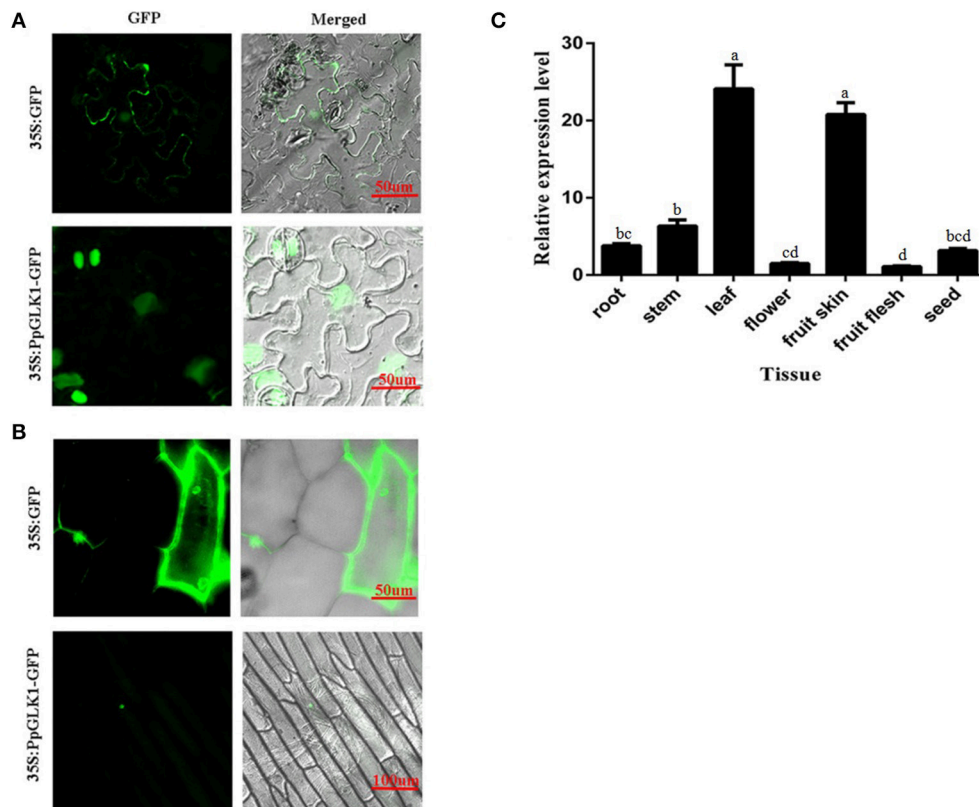 A
GFP
Merged
35S:GFP
50um
35S:PpGLK1-GFP
50um
B
35S:GFP
50um
35S:PpGLK1-GFP
100um
C
Relative expression level
30
20
10
0
bc
b
a
cd
a
d
bcd
root
stem
leaf
flower
fruit skin
fruit flesh
seed
Tissue